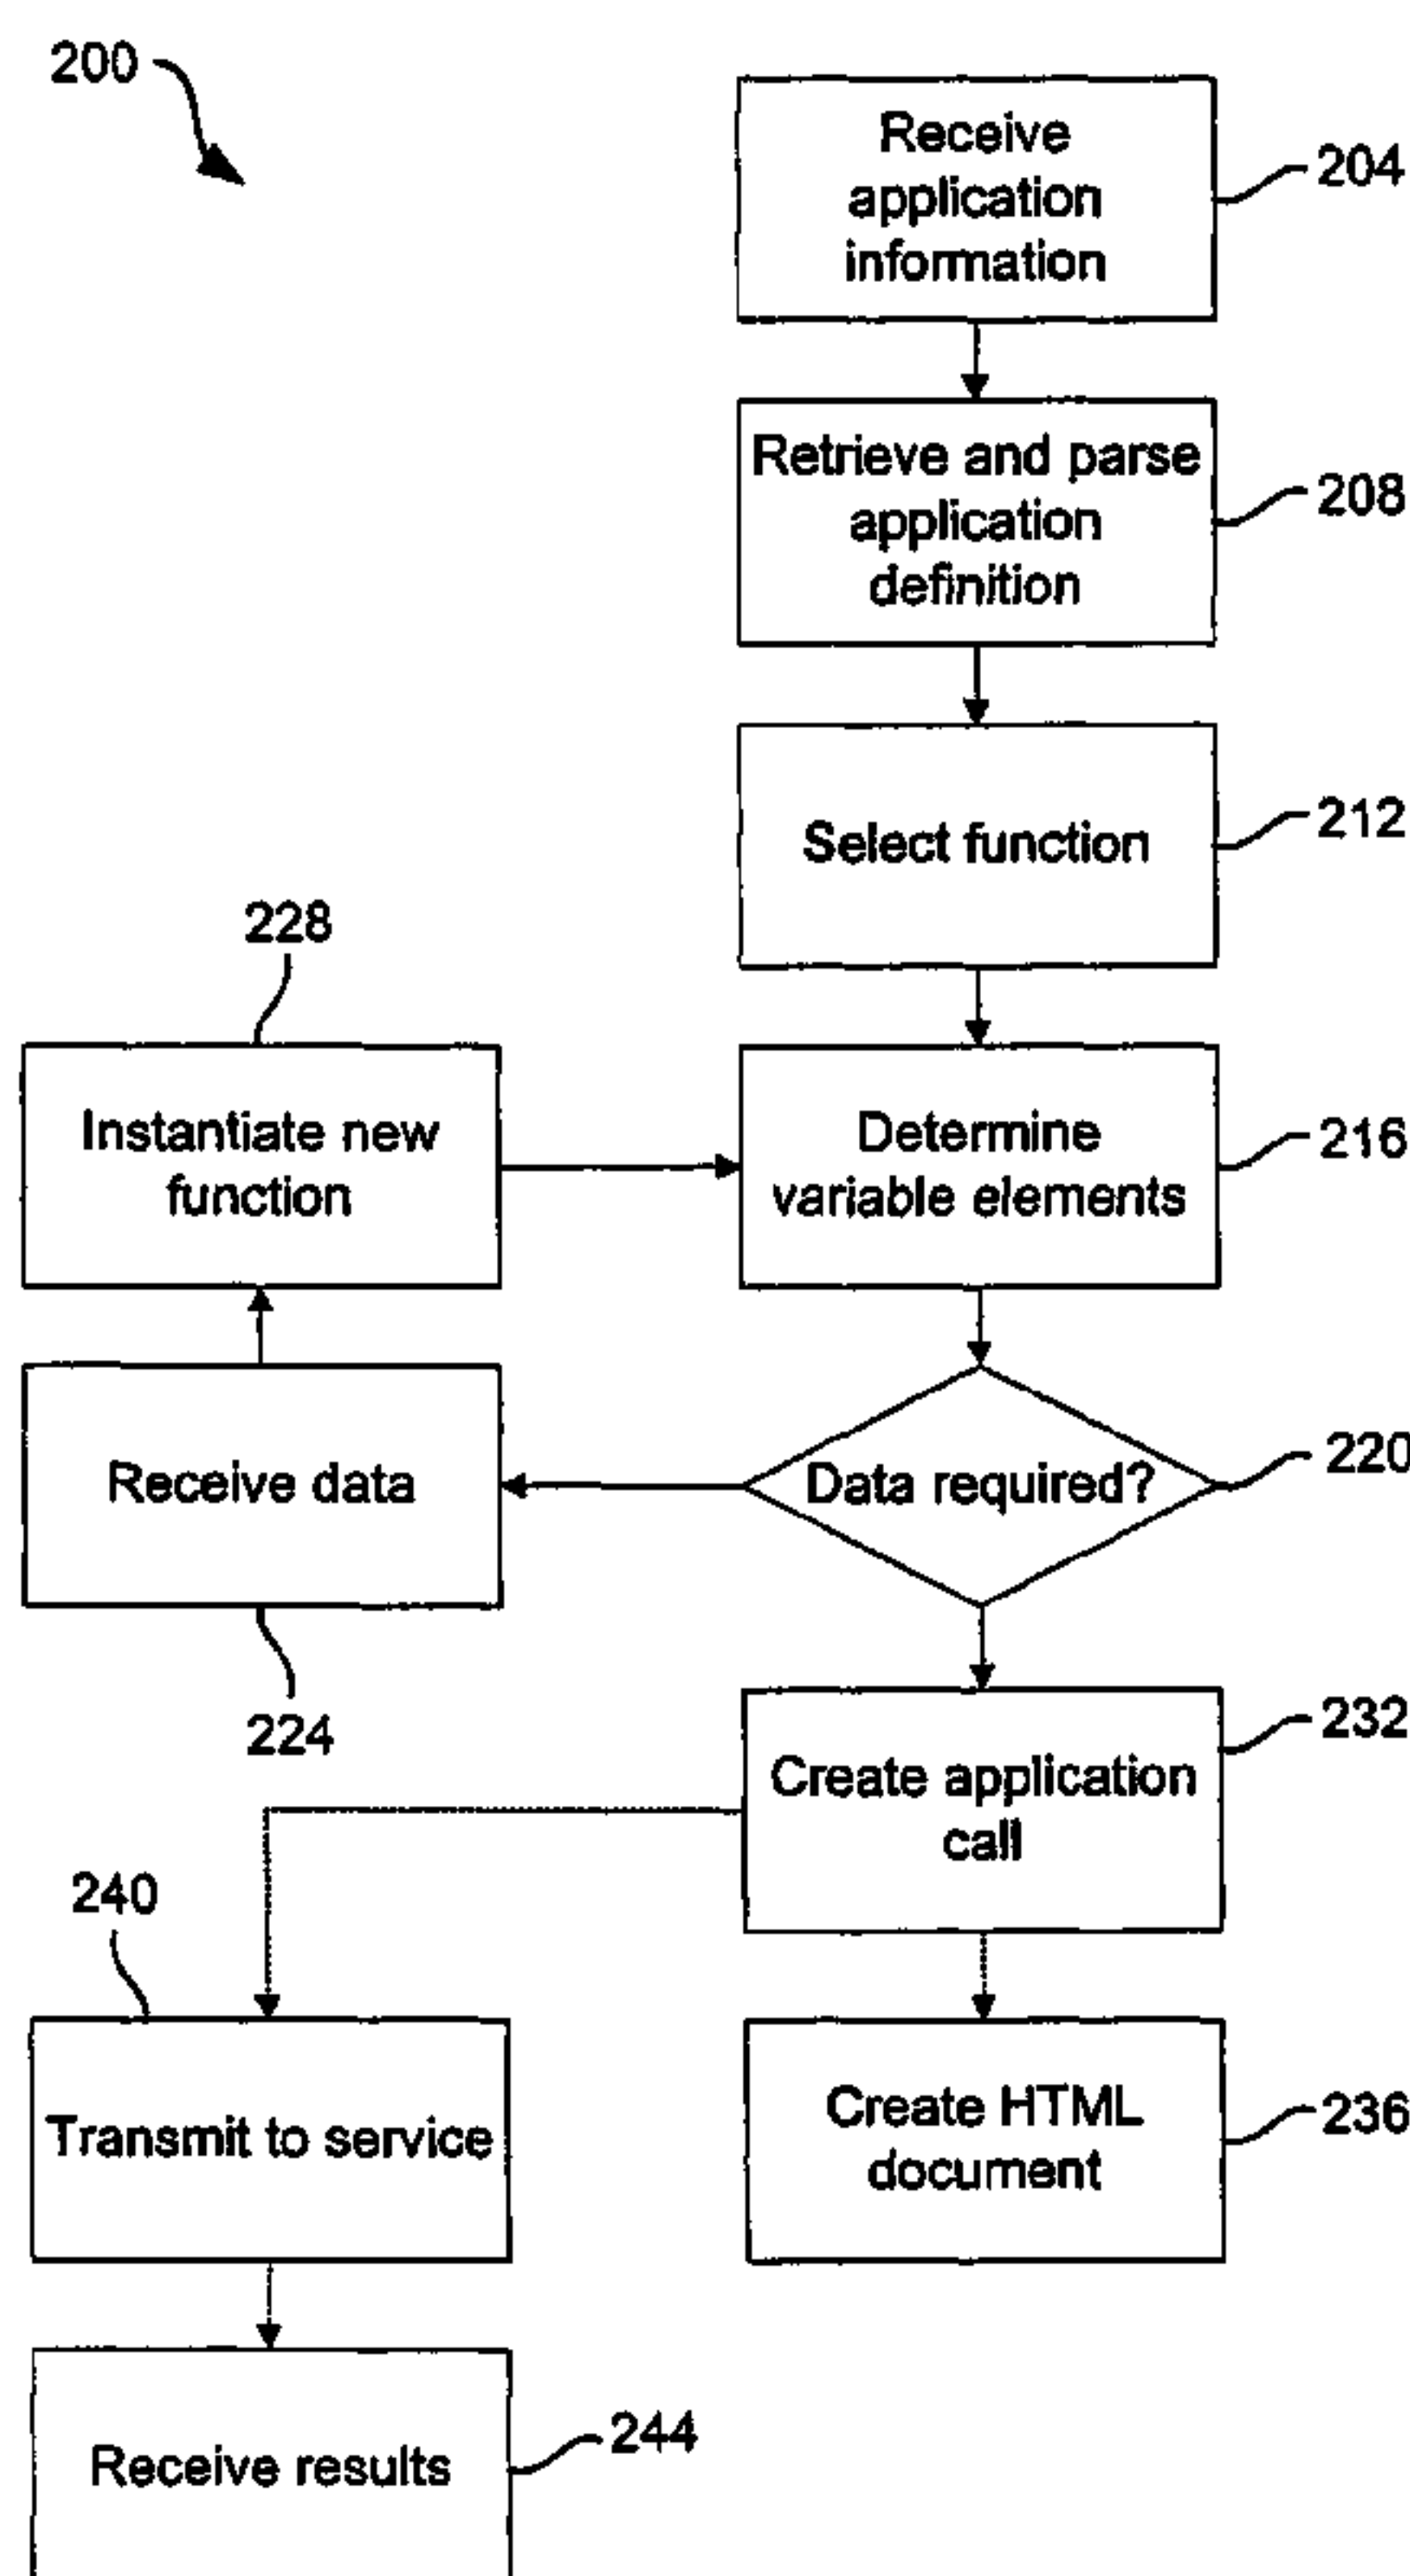 200
Receive
application
information
204
Retrieve and parse
application
definition
208
Select function
212
228
Instantiate new
function
Determine
variable elements
216
Receive data
Data required?
220
224
Create application
call
232
240
Transmit to service
Create HTML
document
236
Receive results
244